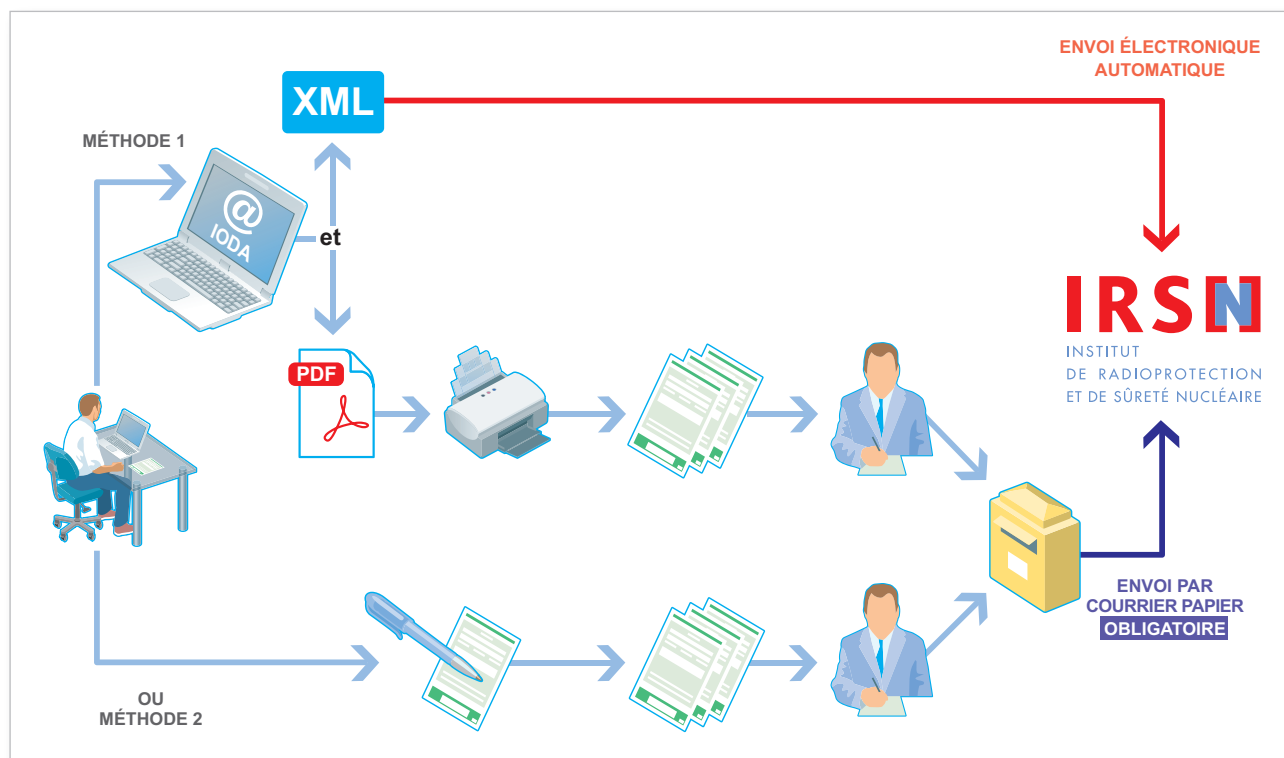 ENVOI ÉLECTRONIQUE
AUTOMATIQUE
XML
MÉTHODE 1
@
IODA
et
PDF
IRSN
INSTITUT
DE RADIOPROTECTION
ET DE SÛRETÉ NUCLÉAIRE
ENVOI PAR
COURRIER PAPIER
OBLIGATOIRE
OU
MÉTHODE 2